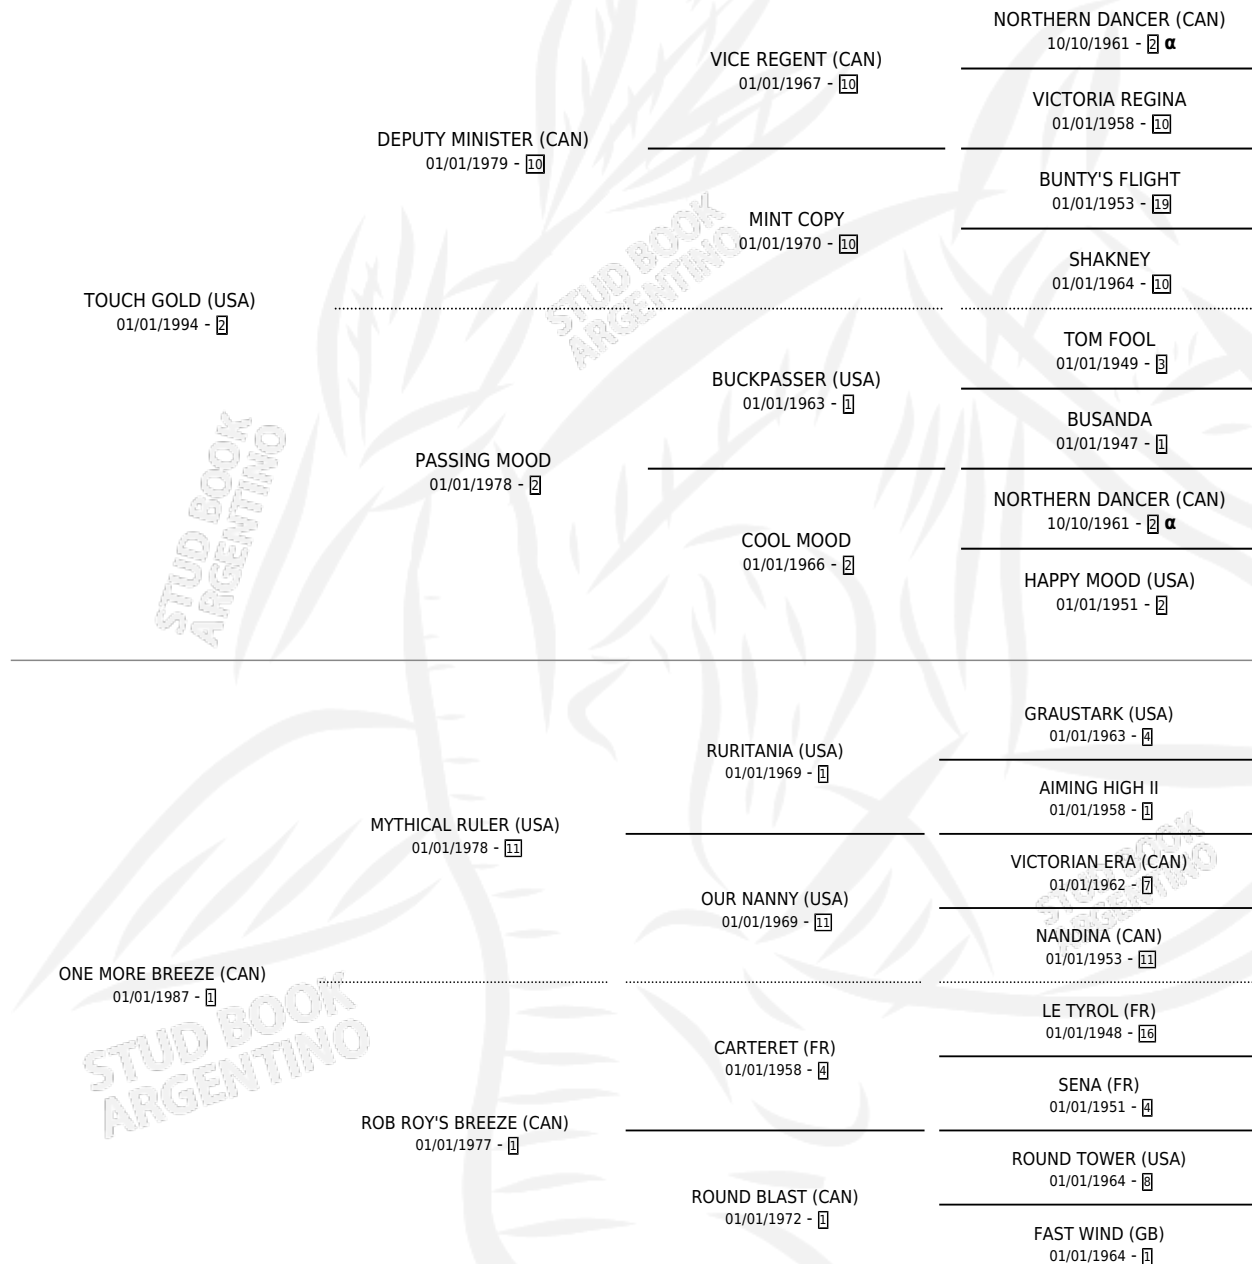 NORTHERN DANCER (CAN)
10/10/1961 - 2 α
VICE REGENT (CAN)
01/01/1967 - 10
VICTORIA REGINA
01/01/1958 - 10
DEPUTY MINISTER (CAN)
01/01/1979 - 10
BUNTY'S FLIGHT
01/01/1953 - 19
MINT COPY
01/01/1970 - 10
SHAKNEY
01/01/1964 - 10
TOUCH GOLD (USA)
01/01/1994 - 2
TOM FOOL
01/01/1949 - 3
BUCKPASSER (USA)
01/01/1963 - 1
BUSANDA
01/01/1947 - 1
PASSING MOOD
01/01/1978 - 2
NORTHERN DANCER (CAN)
10/10/1961 - 2 α
COOL MOOD
01/01/1966 - 2
HAPPY MOOD (USA)
01/01/1951 - 2
GRAUSTARK (USA)
01/01/1963 - 4
RURITANIA (USA)
01/01/1969 - 1
AIMING HIGH II
01/01/1958 - 1
MYTHICAL RULER (USA)
01/01/1978 - 11
VICTORIAN ERA (CAN)
01/01/1962 - 7
OUR NANNY (USA)
01/01/1969 - 11
NANDINA (CAN)
01/01/1953 - 11
ONE MORE BREEZE (CAN)
01/01/1987 - 1
LE TYROL (FR)
01/01/1948 - 16
CARTERET (FR)
01/01/1958 - 4
SENA (FR)
01/01/1951 - 4
ROB ROY'S BREEZE (CAN)
01/01/1977 - 1
ROUND TOWER (USA)
01/01/1964 - 8
ROUND BLAST (CAN)
01/01/1972 - 1
FAST WIND (GB)
01/01/1964 - 1
STUD BOOK
ARGENTINO
STUD BOOK
ARGENTINO
STUD BOOK
ARGENTINO
STUD BOOK
ARGENTINO